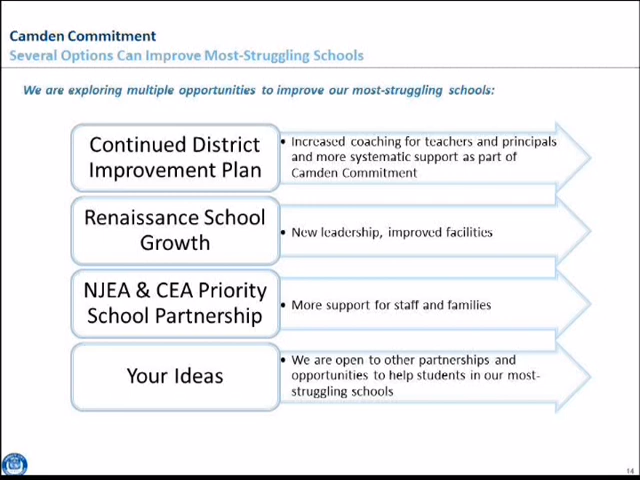 Camden Commitment
Several Options Can Improve Most-Struggling Schools
We are exploring multiple opportunities to improve our most-struggling schools:
Continued District
Improvement Plan
• Increased coaching for teachers and principals
and more systematic support as part of
Camden Commitment
Renaissance School
Growth
• New leadership, improved facilities
NJEA & CEA Priority
School Partnership
• More support for staff and families
Your Ideas
• We are open to other partnerships and
opportunities to help students in our most-
struggling schools
14